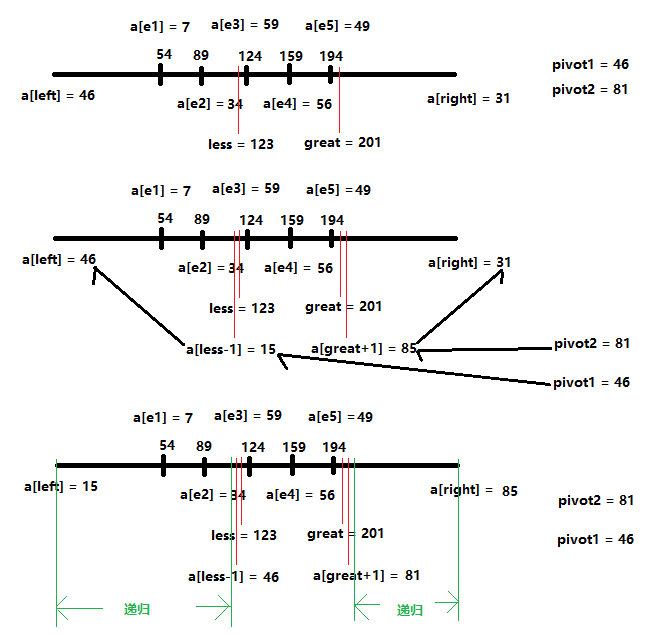 a[e1] = 7 a[e3] = 59 a[e5] = 49
54 89 124 159 194 pivot1 = 46
a[left] = 46 a[e2] = 34 a[e4] = 56 a[right] = 31 pivot2 = 81
less = 123 great = 201
a[e1] = 7 a[e3] = 59 a[e5] = 49
54 89 124 159 194
a[left] = 46 a[e2] = 34 a[e4] = 56 a[right] = 31
less = 123 great = 201
a[less-1] = 15 a[great+1] = 85 pivot2 = 81
pivot1 = 46
a[e1] = 7 a[e3] = 59 a[e5] = 49
54 89 124 159 194
a[left] = 15 a[e2] = 34 a[e4] = 56 a[right] = 85 pivot2 = 81
less = 123 great = 201 pivot1 = 46
a[less-1] = 46 a[great+1] = 81
递归 递归